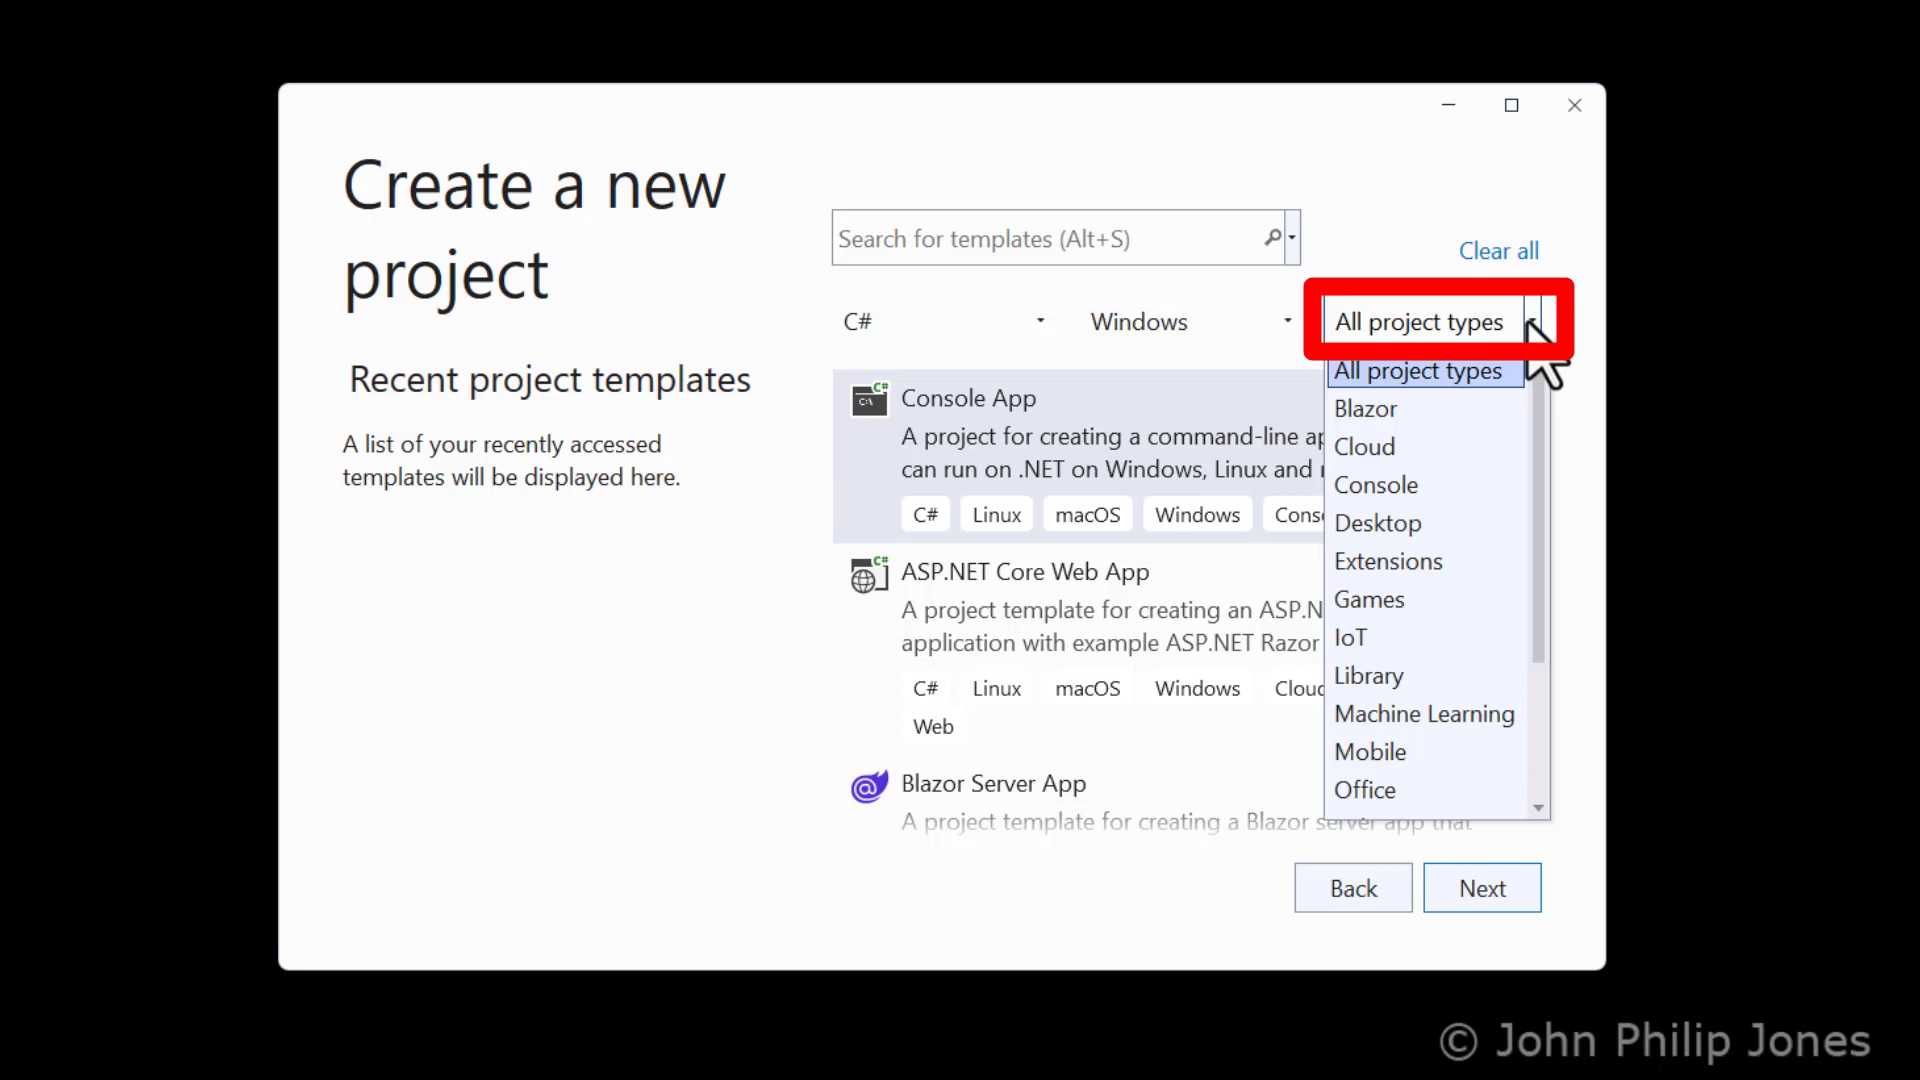 Create a new
project
Search for templates (Alt+S)
Clear all
C#
Windows
All project types
Recent project templates
A list of your recently accessed
templates will be displayed here.
C#
C:\
Console App
A project for creating a command-line
can run on .NET on Windows, Linux and
C# Linux macOS Windows
C#
ASP.NET Core Web App
A project template for creating an
application with example ASP.NET Razor
C# Linux macOS Windows Cloud
Web
@
Blazor Server App
A project template for creating a Blazor server app that
All project types
Blazor
Cloud
Console
Desktop
Extensions
Games
IoT
Library
Machine Learning
Mobile
Office
Back
Next
© John Philip Jones